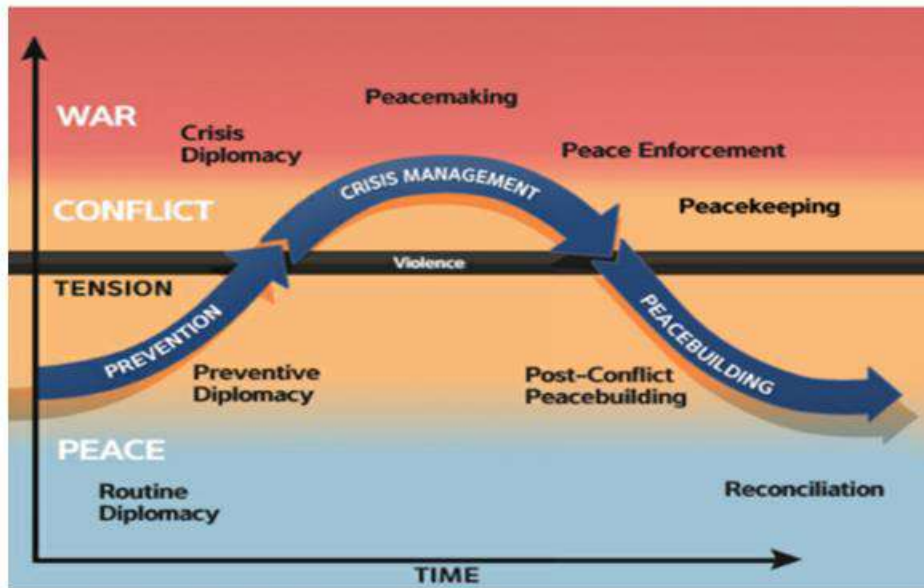 Peacemaking
WAR
Crisis
Diplomacy
Peace Enforcement
CRISIS MANAGEMENT
CONFLICT
Peacekeeping
Violence
TENSION
PREVENTION
PEACEBUILDING
Preventive
Diplomacy
Post-Conflict
Peacebuilding
PEACE
Routine
Diplomacy
Reconciliation
TIME